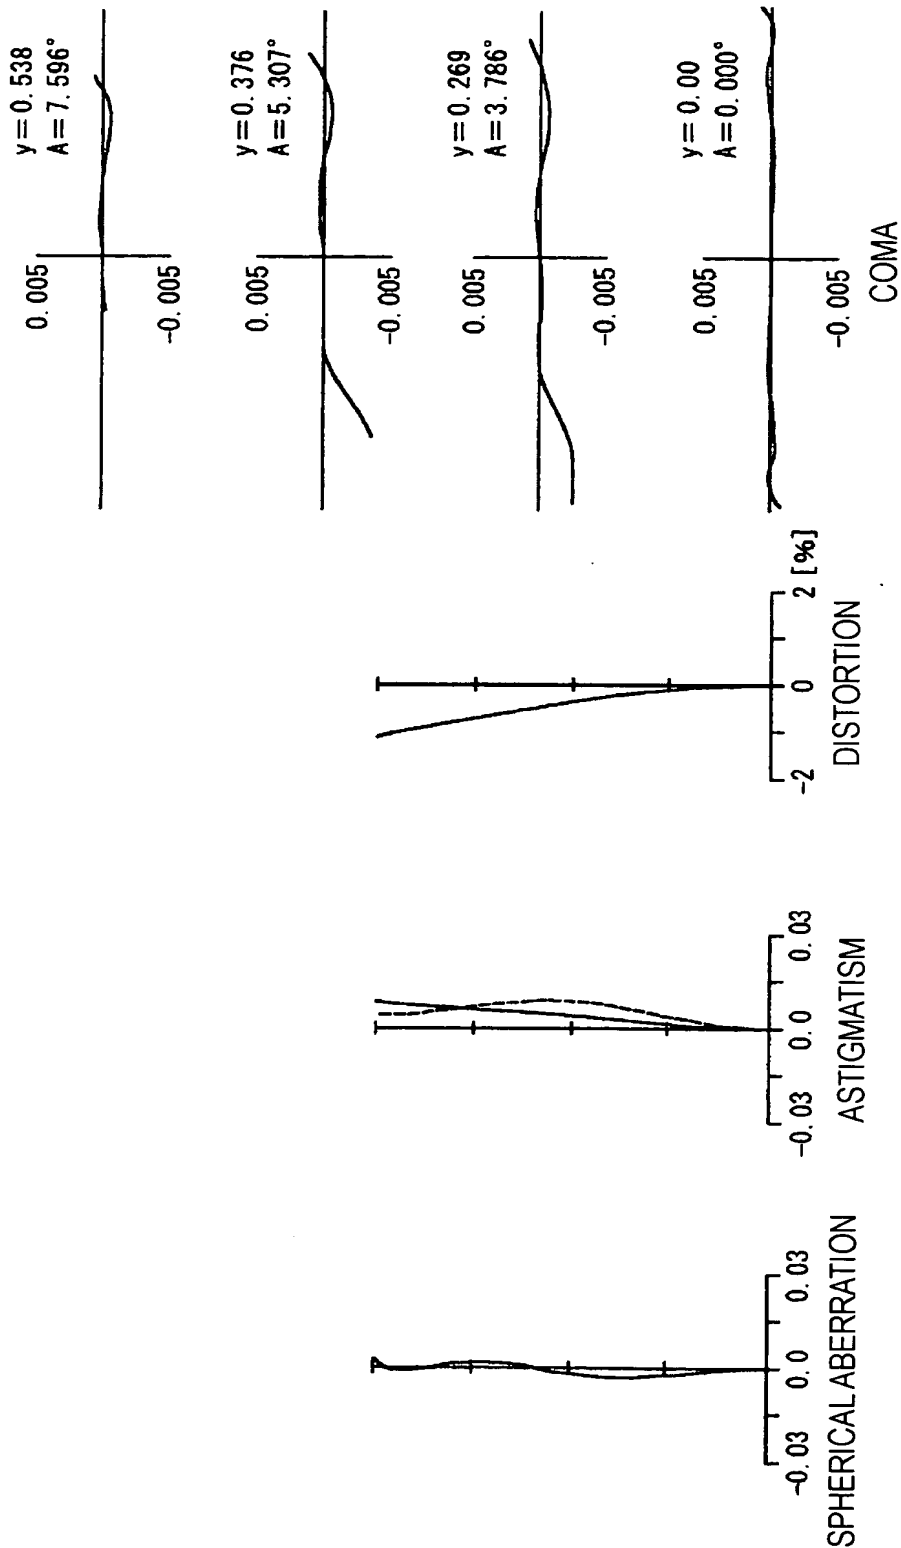 y=0.538
A=7.596°
0.005
-0.005
y=0.376
A=5.307°
0.005
-0.005
y=0.269
A=3.786°
0.005
-0.005
y=0.00
A=0.000°
0.005
-0.005
COMA
-2 0 2 [%]
DISTORTION
-0.03 0.0 0.03
ASTIGMATISM
-0.03 0.0 0.03
SPHERICAL ABERRATION